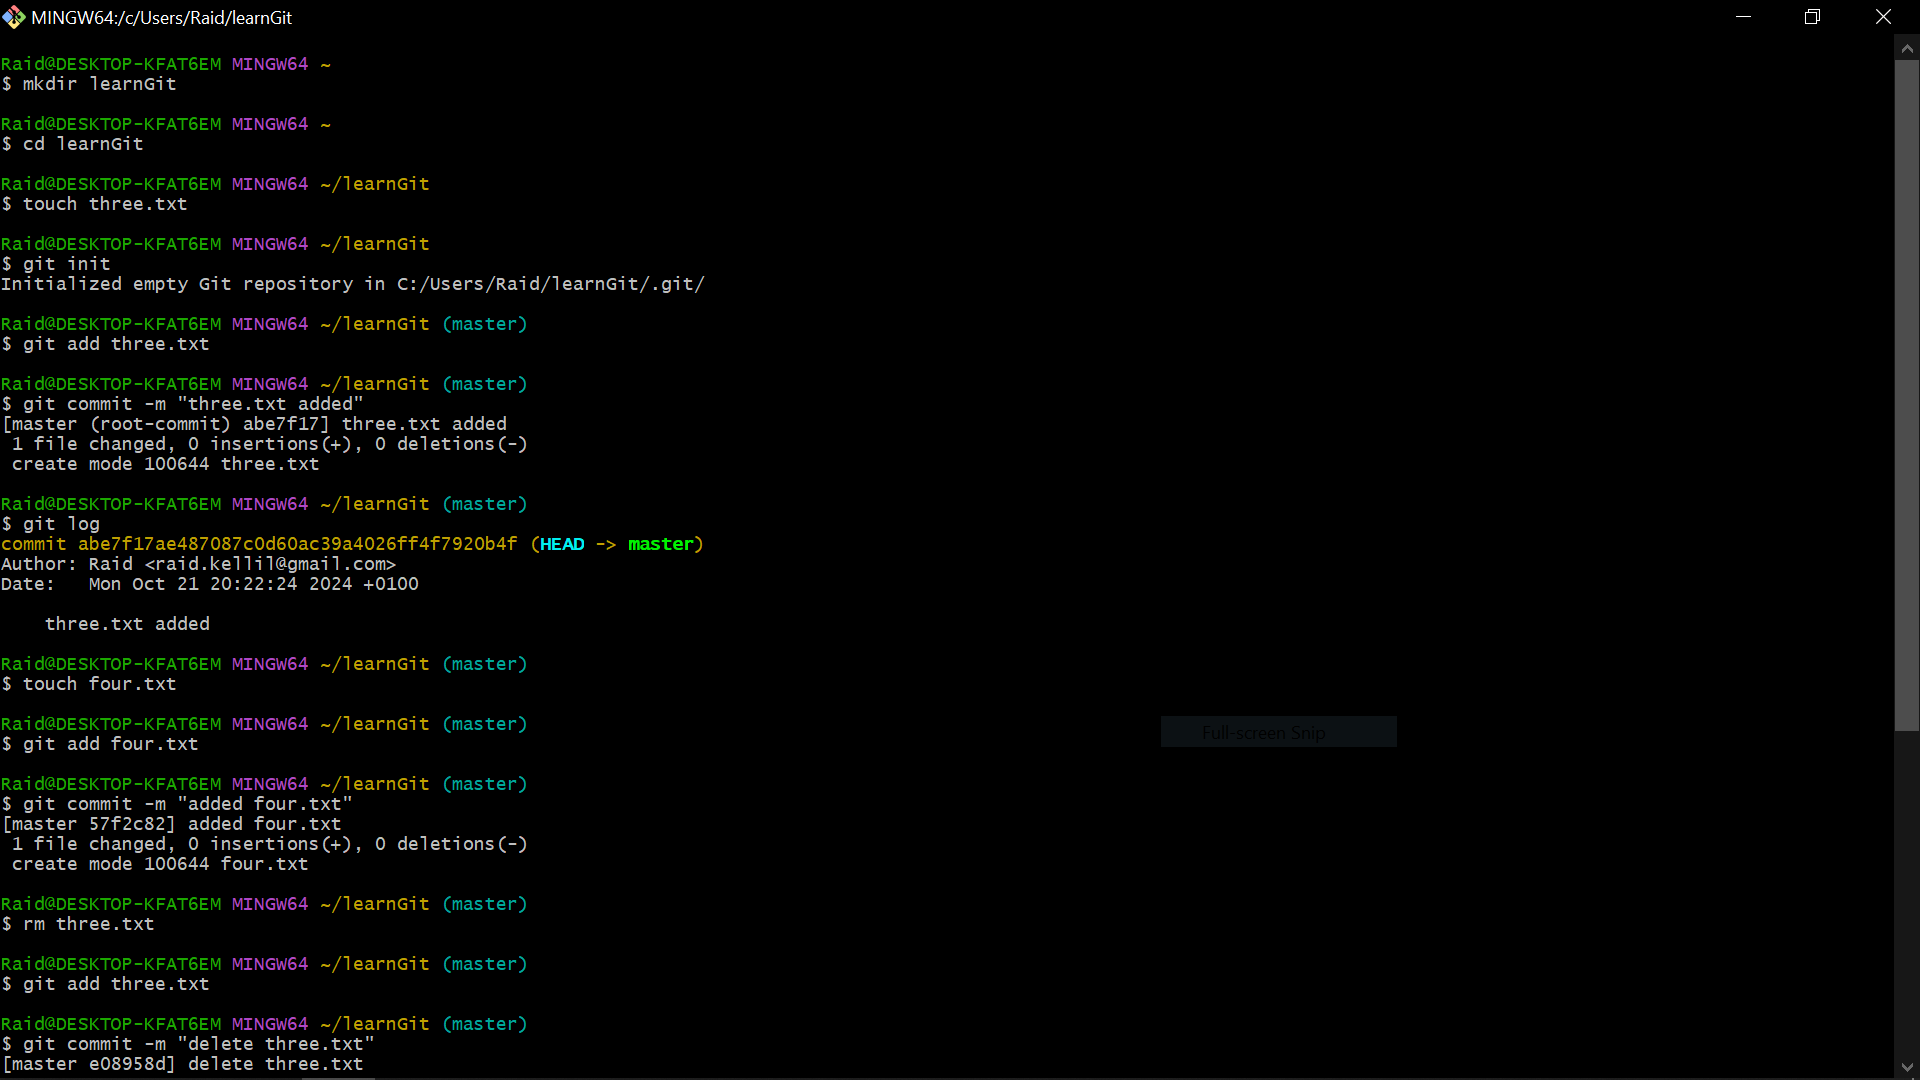 MINGW64:/c/Users/Raid/learnGit
Raid@DESKTOP-KFAT6EM MINGW64 ~
$ mkdir learnGit
Raid@DESKTOP-KFAT6EM MINGW64 ~
$ cd learnGit
Raid@DESKTOP-KFAT6EM MINGW64 ~/learnGit
$ touch three.txt
Raid@DESKTOP-KFAT6EM MINGW64 ~/learnGit
$ git init
Initialized empty Git repository in C:/Users/Raid/learnGit/.git/
Raid@DESKTOP-KFAT6EM MINGW64 ~/learnGit (master)
$ git add three.txt
Raid@DESKTOP-KFAT6EM MINGW64 ~/learnGit (master)
$ git commit -m "three.txt added"
[master (root-commit) abe7f17] three.txt added
 1 file changed, 0 insertions(+), 0 deletions(-)
 create mode 100644 three.txt
Raid@DESKTOP-KFAT6EM MINGW64 ~/learnGit (master)
$ git log
commit abe7f17ae487087c0d60ac39a4026ff4f7920b4f (HEAD -> master)
Author: Raid <raid.kellil@gmail.com>
Date:   Mon Oct 21 20:22:24 2024 +0100
    three.txt added
Raid@DESKTOP-KFAT6EM MINGW64 ~/learnGit (master)
$ touch four.txt
Raid@DESKTOP-KFAT6EM MINGW64 ~/learnGit (master)
$ git add four.txt
Full-screen Snip
Raid@DESKTOP-KFAT6EM MINGW64 ~/learnGit (master)
$ git commit -m "added four.txt"
[master 57f2c82] added four.txt
 1 file changed, 0 insertions(+), 0 deletions(-)
 create mode 100644 four.txt
Raid@DESKTOP-KFAT6EM MINGW64 ~/learnGit (master)
$ rm three.txt
Raid@DESKTOP-KFAT6EM MINGW64 ~/learnGit (master)
$ git add three.txt
Raid@DESKTOP-KFAT6EM MINGW64 ~/learnGit (master)
$ git commit -m "delete three.txt"
[master e08958d] delete three.txt